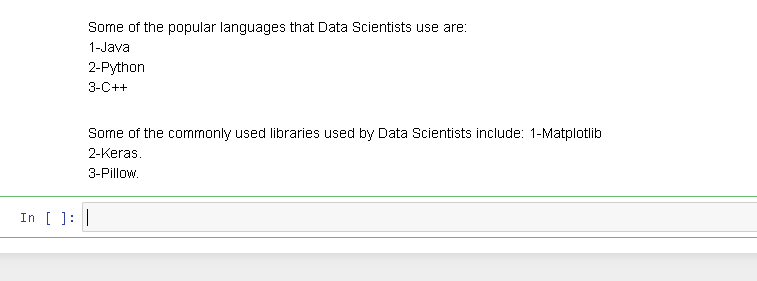 Some of the popular languages that Data Scientists use are:
1-Java
2-Python
3-C++
Some of the commonly used libraries used by Data Scientists include: 1-Matplotlib
2-Keras.
3-Pillow.
In [ ]: